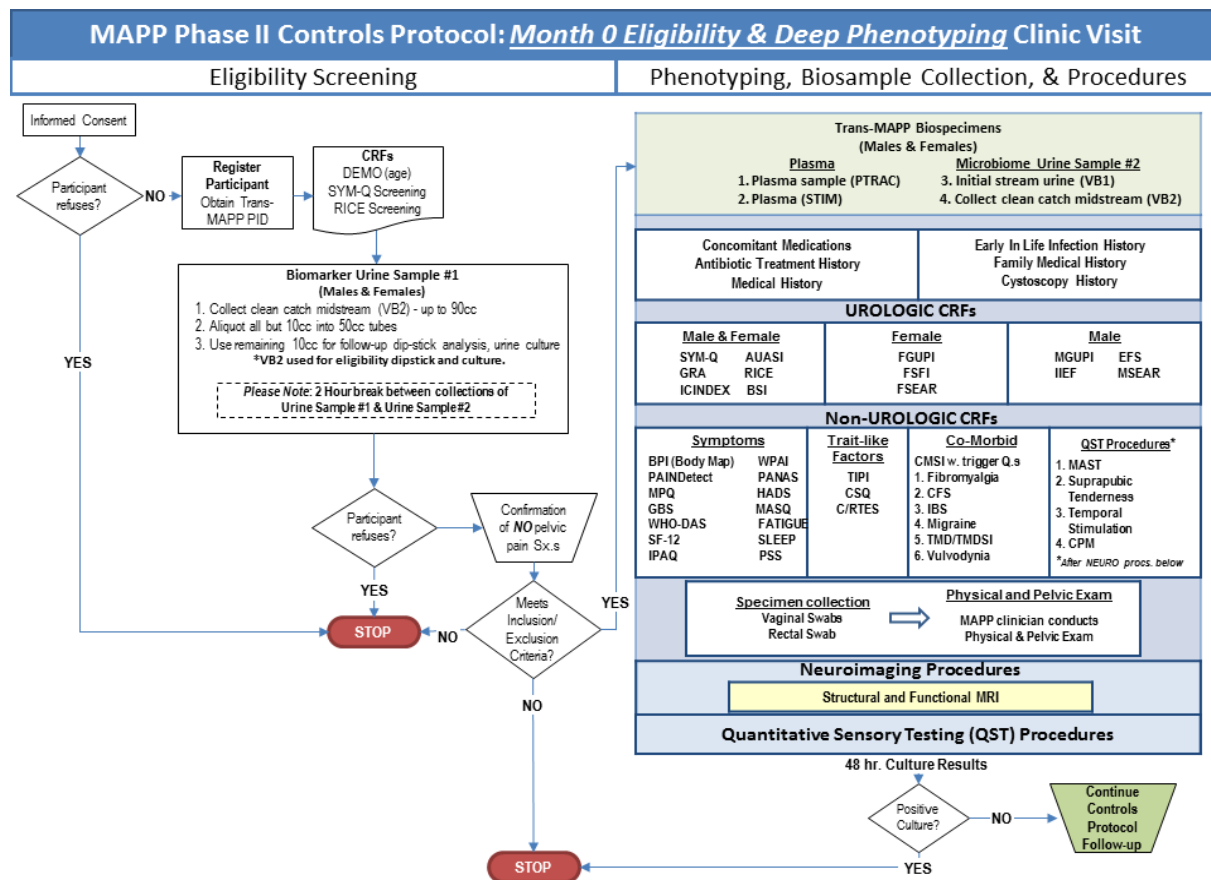 MAPP Phase II Controls Protocol: Month 0 Eligibility & Deep Phenotyping Clinic Visit
Eligibility Screening
Phenotyping, Biosample Collection, & Procedures
Informed Consent
Participant
refuses?
NO
YES
Register
Participant
Obtain Trans-
MAPP PID
CRFs
DEMO (age)
SYM-Q Screening
RICE Screening
Biomarker Urine Sample #1
(Males & Females)
1. Collect clean catch midstream (VB2) - up to 90cc
2. Aliquot all but 10cc into 50cc tubes
3. Use remaining 10cc for follow-up dip-stick analysis, urine culture
*VB2 used for eligibility dipstick and culture.
Please Note: 2 Hour break between collections of
Urine Sample #1 & Urine Sample #2
Participant
refuses?
YES
STOP
Confirmation
of NO pelvic
pain Sx.s
Meets
Inclusion/
Exclusion
Criteria?
NO
YES
NO
STOP
Trans-MAPP Biospecimens
(Males & Females)
Plasma
1. Plasma sample (PTRAC)
2. Plasma (STIM)
Microbiome Urine Sample #2
3. Initial stream urine (VB1)
4. Collect clean catch midstream (VB2)
Concomitant Medications
Antibiotic Treatment History
Medical History
Early In Life Infection History
Family Medical History
Cystoscopy History
UROLOGIC CRFs
Male & Female
SYM-Q AUASI
GRA RICE
ICINDEX BSI
Female
FGUPI
FSFI
FSEAR
Male
MGUPI EFS
IIEF MSEAR
Non-UROLOGIC CRFs
Symptoms
BPI (Body Map) WPAI
PAINDetect PANAS
MPQ HADS
GBS MASQ
WHO-DAS FATIGUE
SF-12 SLEEP
IPAQ PSS
Trait-like
Factors
TIPI
CSQ
C/RTES
Co-Morbid
CMSI w. trigger Q.s
1. Fibromyalgia
2. CFS
3. IBS
4. Migraine
5. TMD/TMDSI
6. Vulvodynia
QST Procedures*
1. MAST
2. Suprapubic
Tenderness
3. Temporal
Stimulation
4. CPM
*After NEURO procs. below
Specimen collection
Vaginal Swabs
Rectal Swab
Physical and Pelvic Exam
MAPP clinician conducts
Physical & Pelvic Exam
Neuroimaging Procedures
Structural and Functional MRI
Quantitative Sensory Testing (QST) Procedures
48 hr. Culture Results
Positive
Culture?
NO
YES
Continue
Controls
Protocol
Follow-up